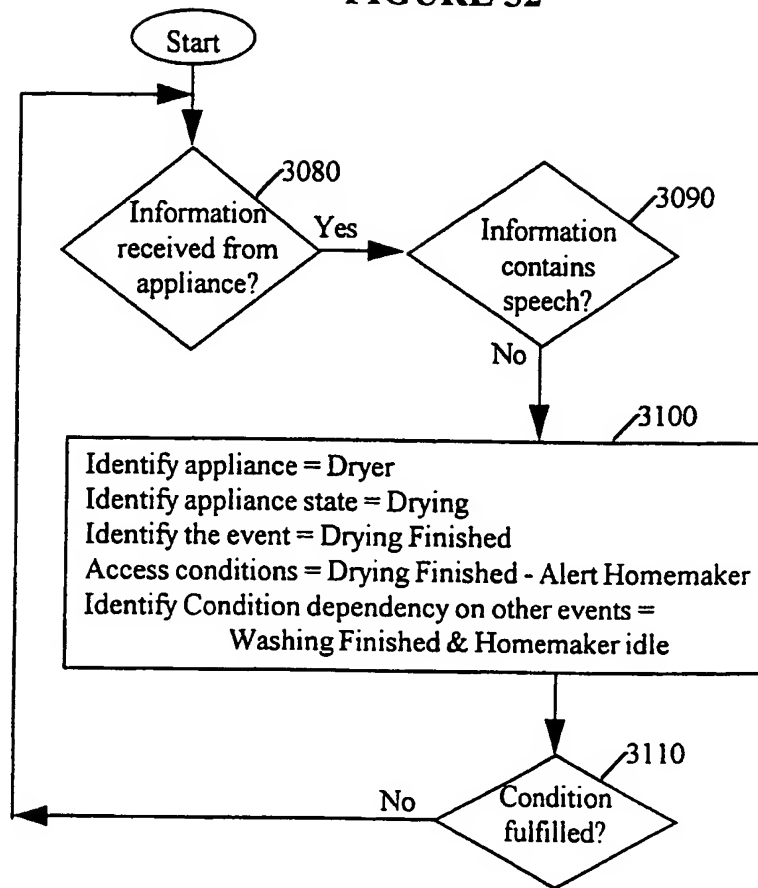 FIGURE 32
Start
3080
Information
received from
appliance?
Yes
3090
Information
contains
speech?
No
3100
Identify appliance = Dryer
Identify appliance state = Drying
Identify the event = Drying Finished
Access conditions = Drying Finished - Alert Homemaker
Identify Condition dependency on other events =
Washing Finished & Homemaker idle
3110
Condition
fulfilled?
No